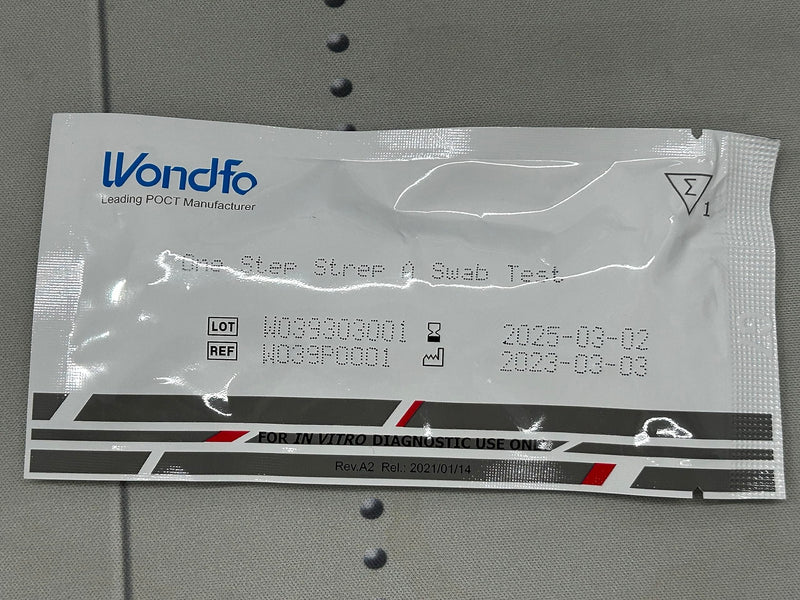 Wondfo
Leading POCT Manufacturer
Σ
1
One Step Strep A Swab Test
LOT W039303001 2025-03-02
REF W039P0001 2023-03-03
FOR IN VITRO DIAGNOSTIC USE ONLY
Rev.A2 Rel.: 2021/01/14